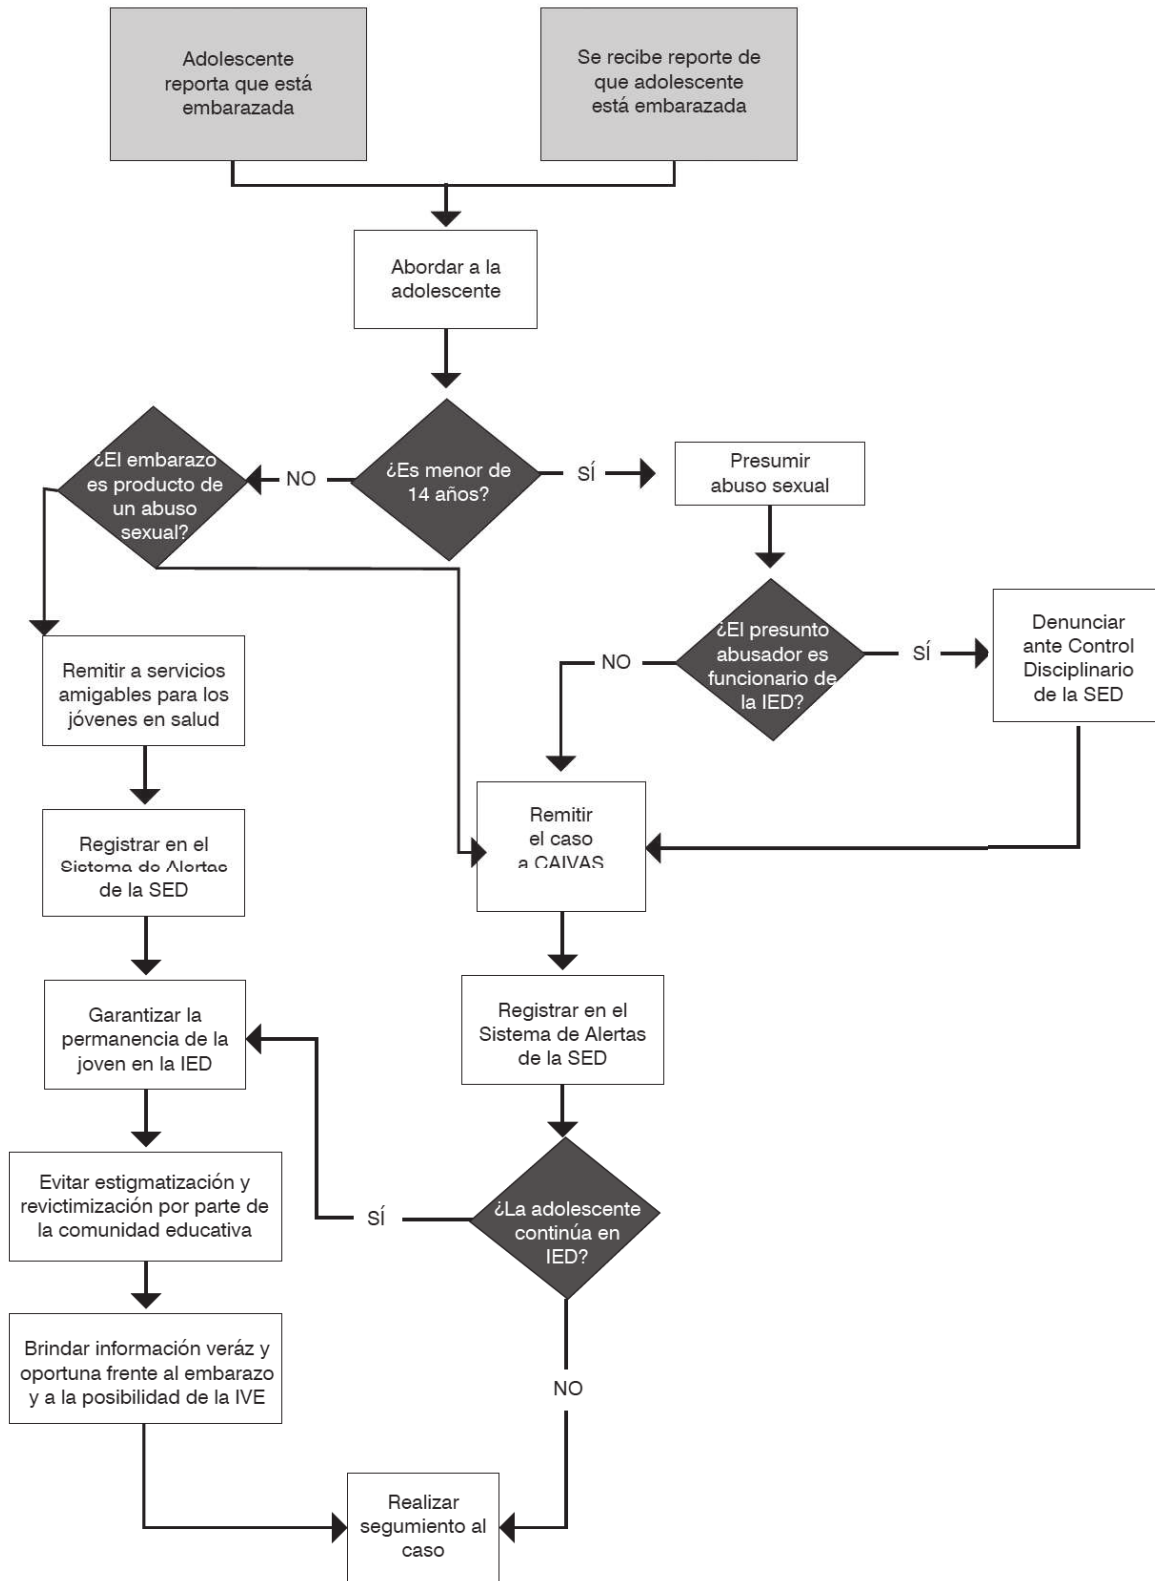 Adolescente
reporta que está
embarazada
Se recibe reporte de
que adolescente
está embarazada
Abordar a la
adolescente
¿El embarazo
es producto de
un abuso
sexual?
NO
¿Es menor de
14 años?
SÍ
Presumir
abuso sexual
¿El presunto
abusador es
funcionario de
la IED?
NO
SÍ
Denunciar
ante Control
Disciplinario
de la SED
Remitir a servicios
amigables para los
jóvenes en salud
Remitir
el caso
a CAIVAS
Registrar en el
Sistema de Alertas
de la SED
Garantizar la
permanencia de la
joven en la IED
Registrar en el
Sistema de Alertas
de la SED
Evitar estigmatización y
revictimización por parte de
la comunidad educativa
SÍ
¿La adolescente
continúa en
IED?
Brindar información veráz y
oportuna frente al embarazo
y a la posibilidad de la IVE
NO
Realizar
segumiento al
caso